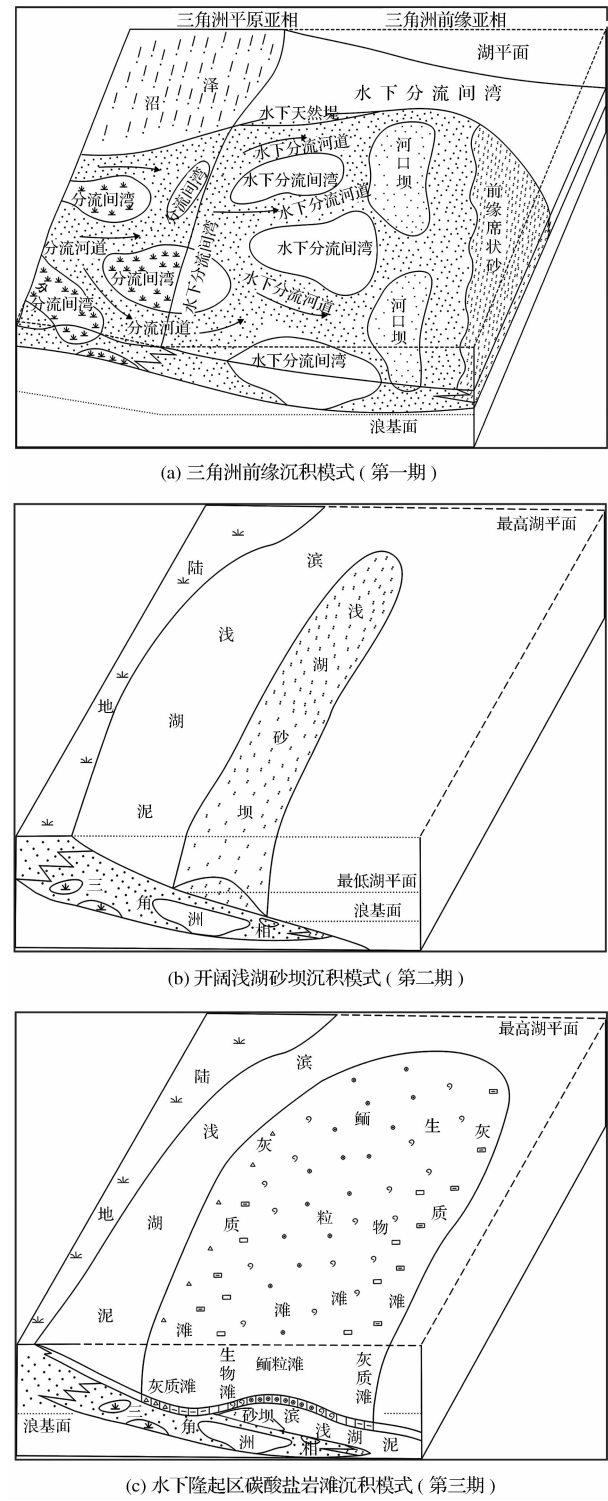 三角洲平原亚相 三角洲前缘亚相
湖平面
沼泽
水下分流间湾
水下天然堤
水下分流河道
河口坝
分流间湾
水下分流间湾
前缘席状砂
分流间湾
水下分流河道
分流河道
水下分流间湾
水下分流间湾
分流间湾
水下分流河道
分流间湾
河口坝
分流河道
水下分流间湾
浪基面
(a) 三角洲前缘沉积模式 ( 第一期 )
最高湖平面
陆地
滨
浅湖泥
浅湖砂坝
三角洲相
最低湖平面
浪基面
(b) 开阔浅湖砂坝沉积模式 ( 第二期 )
最高湖平面
陆地
滨
浅湖泥
灰质滩
鲕粒滩
生物滩
灰质滩
灰质滩
生物滩
鲕粒滩
灰质滩
浪基面
三角洲相
砂坝
滨浅湖泥
(c) 水下隆起区碳酸盐岩滩沉积模式 ( 第三期 )